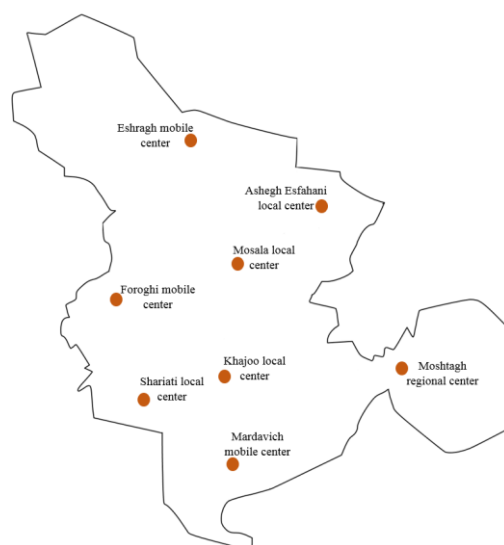 Eshragh mobile
center
Ashegh Esfahani
local center
Mosala local
center
Foroghi mobile
center
Khajoo local
center
Moshtagh
regional center
Shariati local
center
Mardavich
mobile center